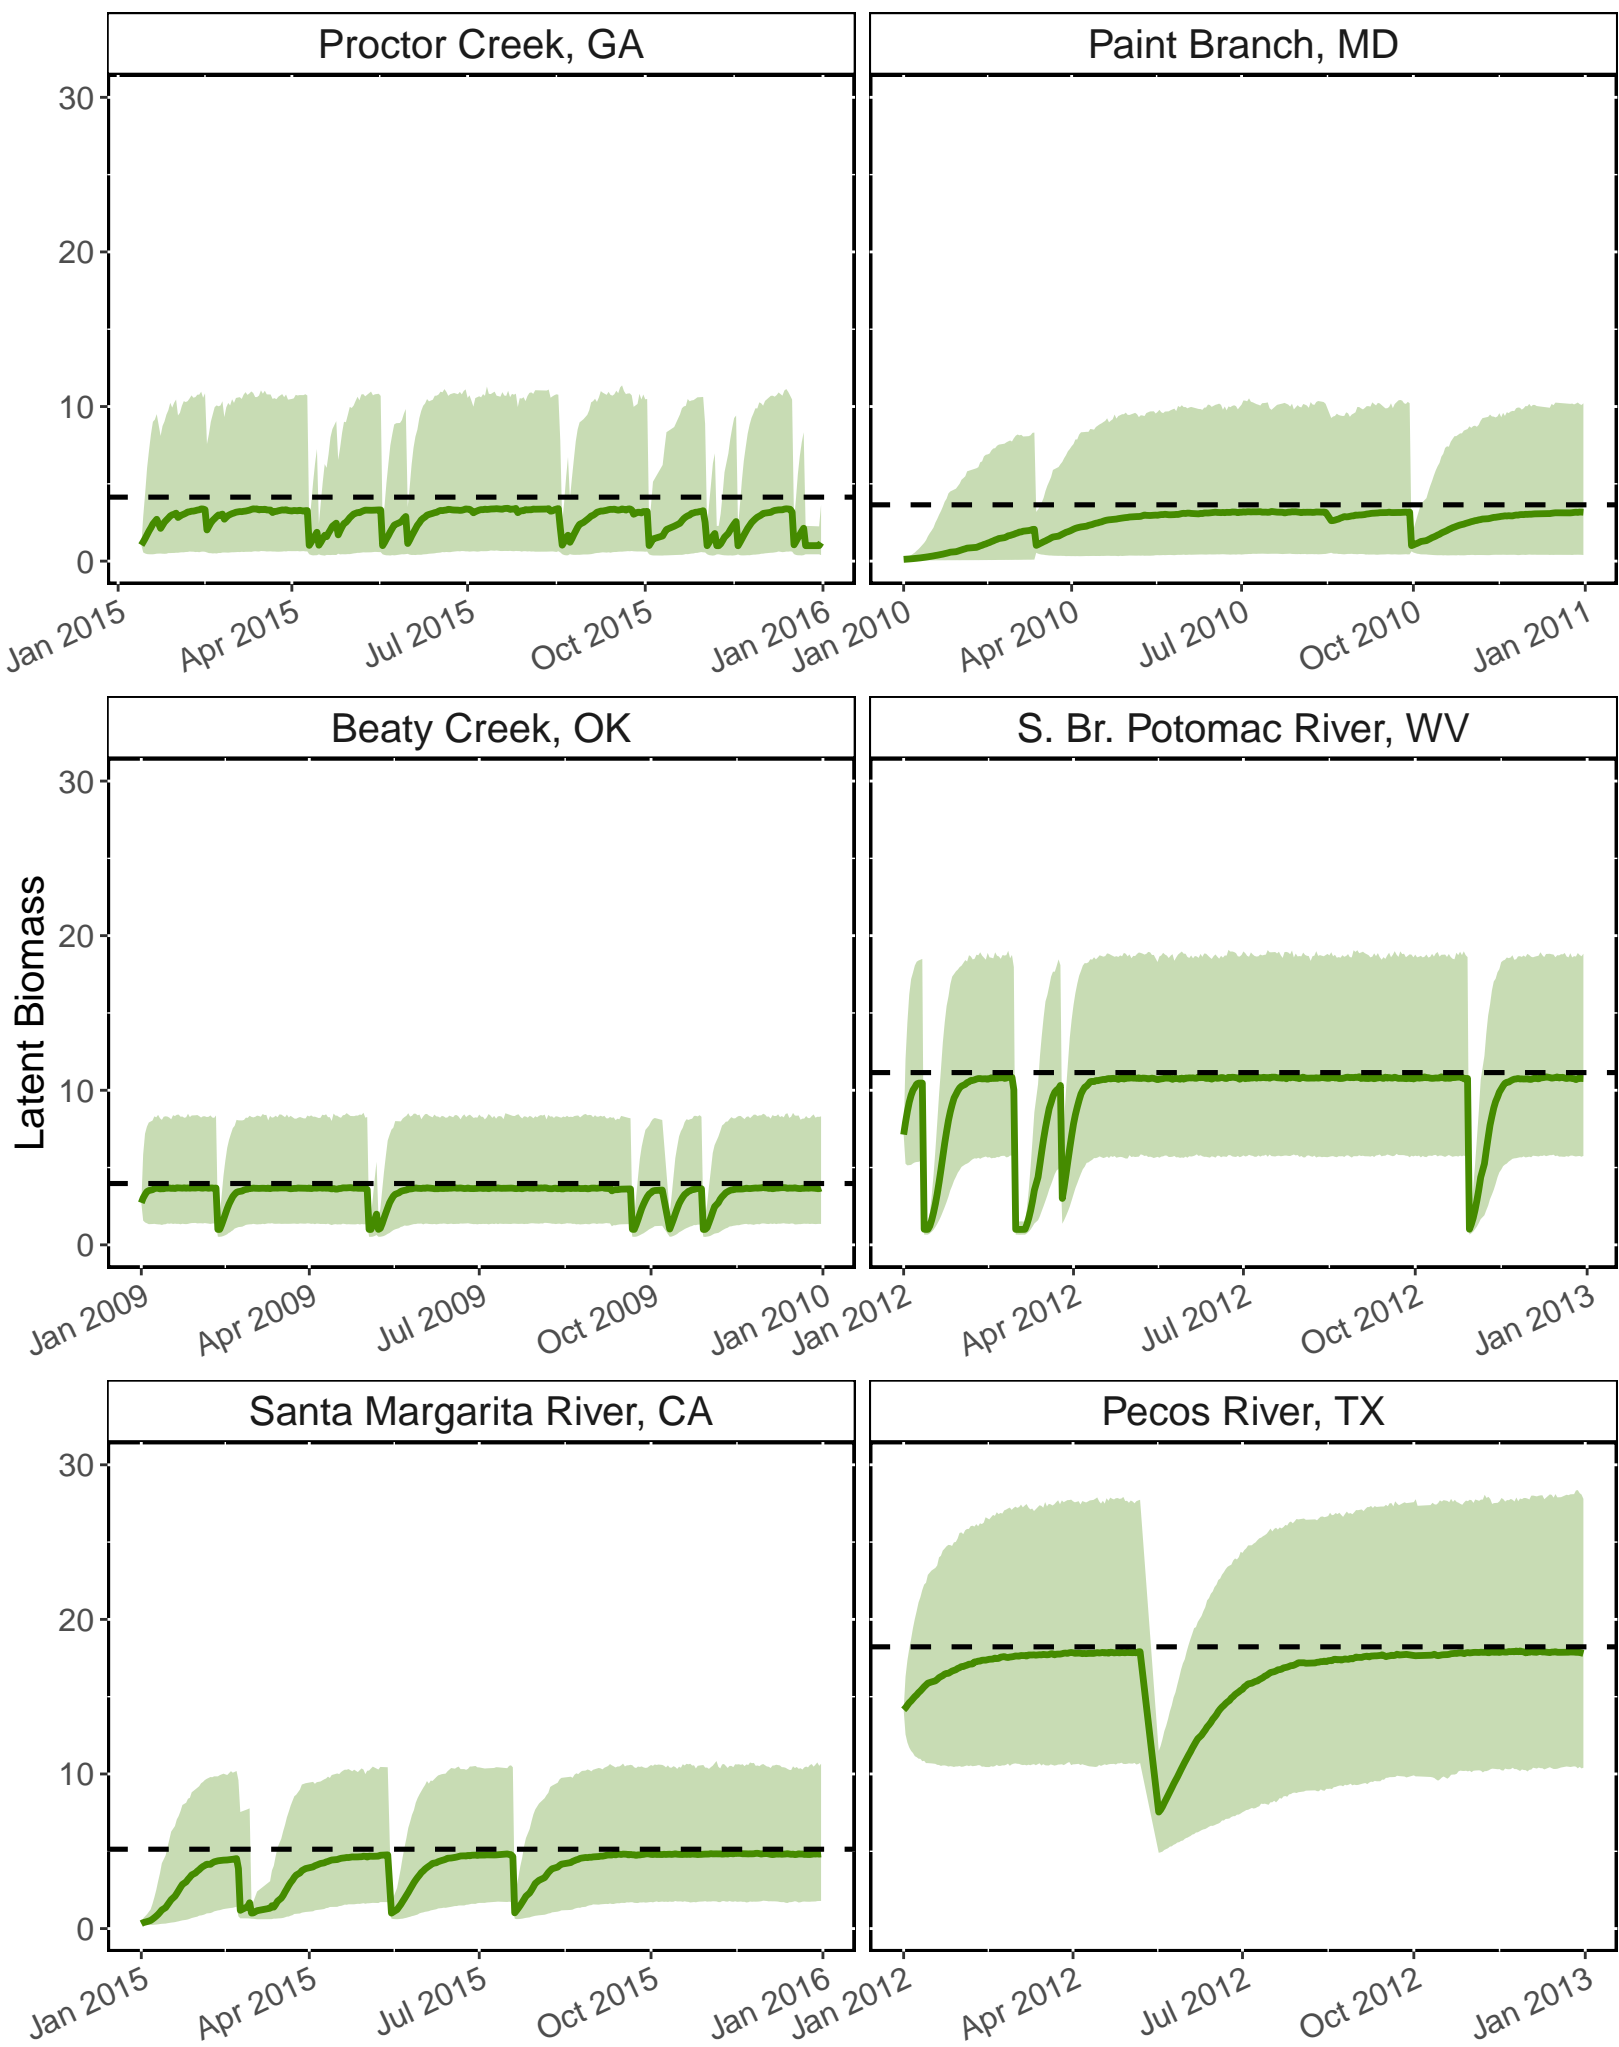 Proctor Creek, GA
Paint Branch, MD
30
20
10
0
Jan 2015
Apr 2015
Jul 2015
Oct 2015
Jan 2016
Jan 2010
Apr 2010
Jul 2010
Oct 2010
Jan 2011
Beaty Creek, OK
S. Br. Potomac River, WV
Latent Biomass
30
20
10
0
Jan 2009
Apr 2009
Jul 2009
Oct 2009
Jan 2010
Jan 2012
Apr 2012
Jul 2012
Oct 2012
Jan 2013
Santa Margarita River, CA
Pecos River, TX
30
20
10
0
Jan 2015
Apr 2015
Jul 2015
Oct 2015
Jan 2016
Jan 2012
Apr 2012
Jul 2012
Oct 2012
Jan 2013